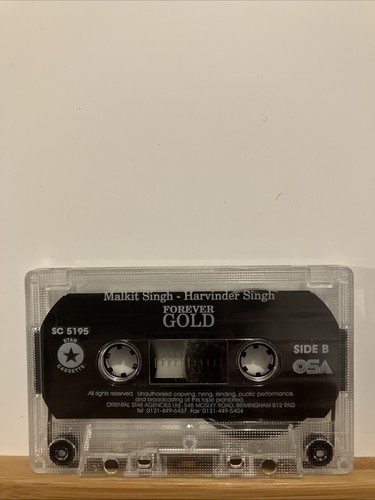 Malkit Singh - Harvinder Singh
FOREVER
GOLD
SC 5195
STAR
CASSETTE
SIDE B
OSA
All rights reserved. Unauthorised copying, hiring, lending, public performance
and broadcasting of this tape prohibited.
ORIENTAL STAR AGENCIES LTD. 548 MOSELEY ROAD, BIRMINGHAM B12 9AD
Tel 0121-449-6437 Fax 0121-449-5404